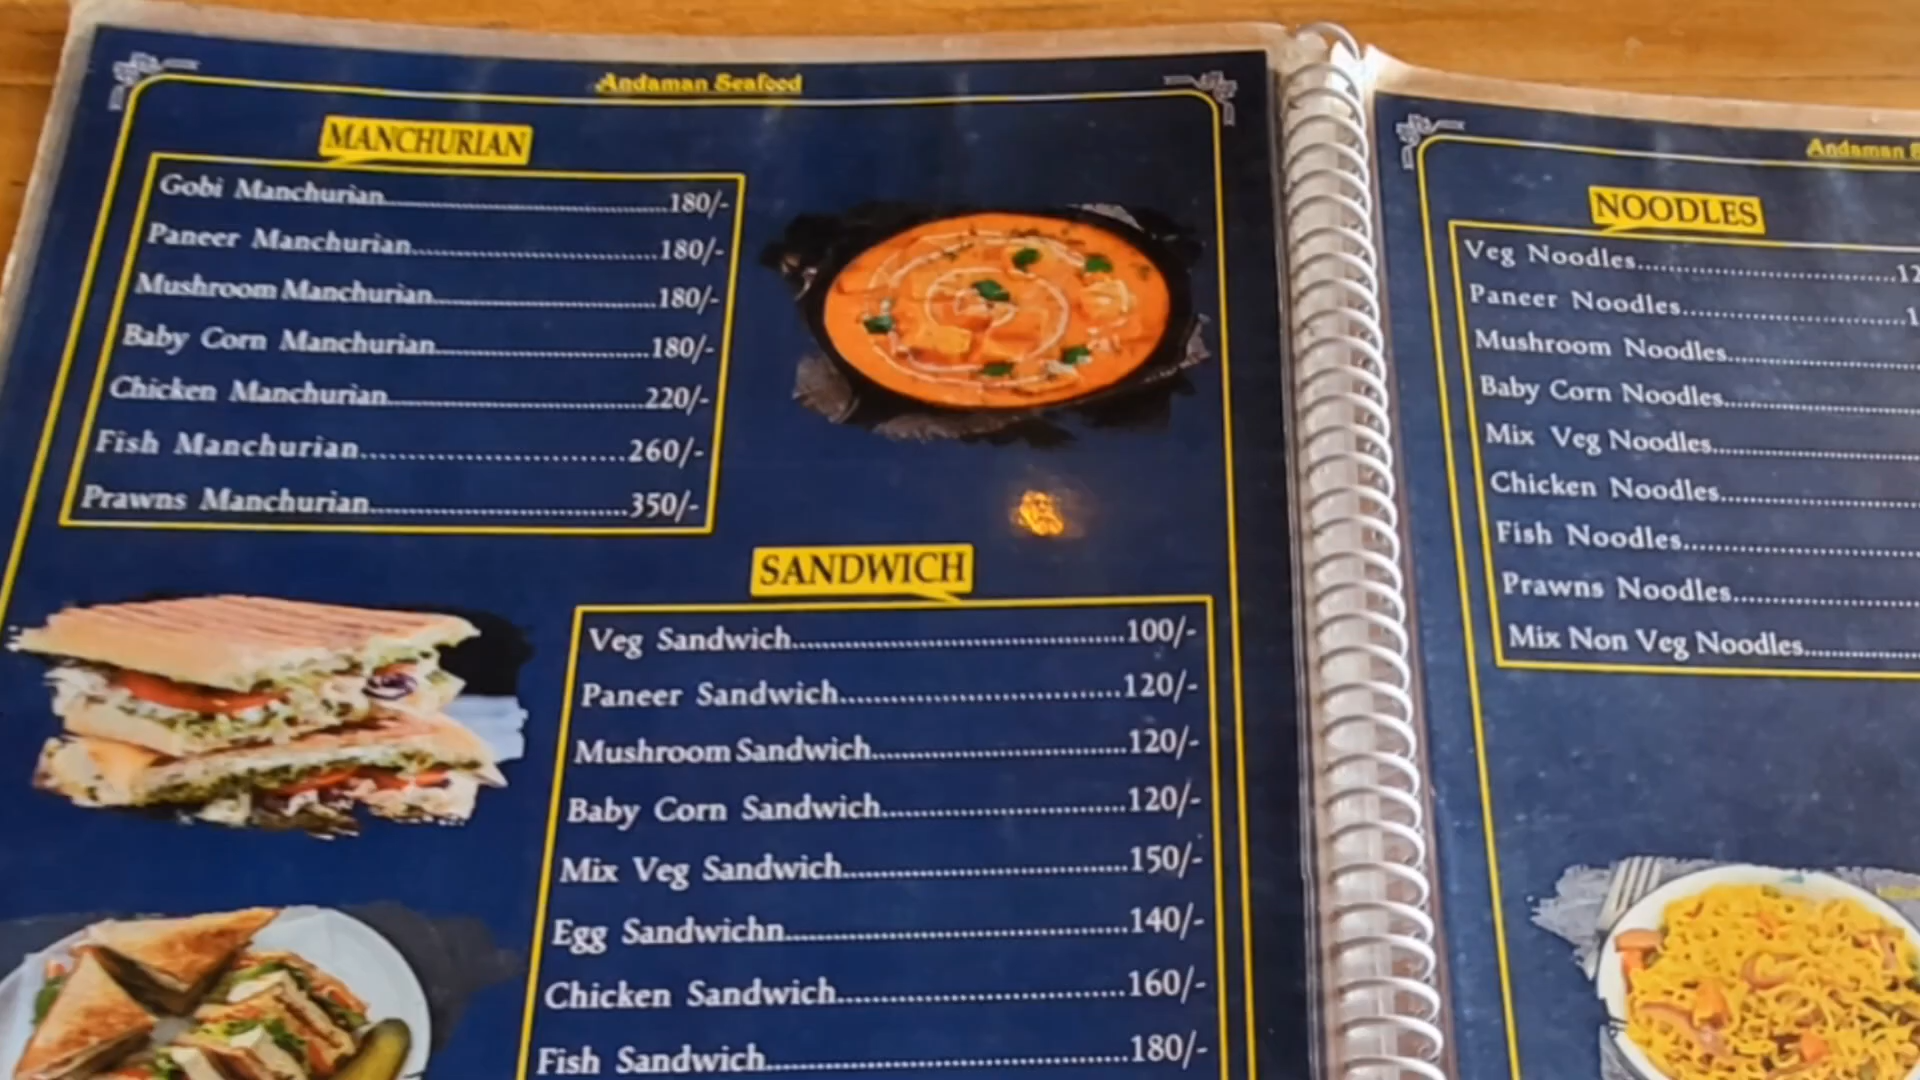 Andaman Seafood
MANCHURIAN
Gobi Manchurian 180/-
Paneer Manchurian 180/-
Mushroom Manchurian 180/-
Baby Corn Manchurian 180/-
Chicken Manchurian 220/-
Fish Manchurian 260/-
Prawns Manchurian 350/-
SANDWICH
Veg Sandwich 100/-
Paneer Sandwich 120/-
Mushroom Sandwich 120/-
Baby Corn Sandwich 120/-
Mix Veg Sandwich 150/-
Egg Sandwichn 140/-
Chicken Sandwich 160/-
Fish Sandwich 180/-
Andaman
NOODLES
Veg Noodles
Paneer Noodles
Mushroom Noodles
Baby Corn Noodles
Mix Veg Noodles
Chicken Noodles
Fish Noodles
Prawns Noodles
Mix Non Veg Noodles